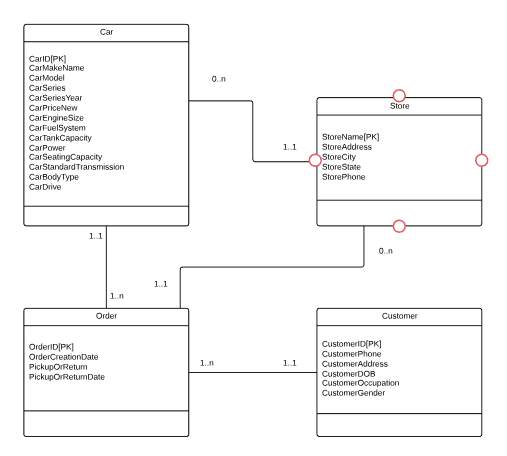 Car
CarID[PK]
CarMakeName
CarModel
CarSeries
CarSeriesYear
CarPriceNew
CarEngineSize
CarFuelSystem
CarTankCapacity
CarPower
CarSeatingCapacity
CarStandardTransmission
CarBodyType
CarDrive
0..n
1..1
Store
StoreName[PK]
StoreAddress
StoreCity
StoreState
StorePhone
1..1
0..n
1..1
1..n
Order
OrderID[PK]
OrderCreationDate
PickupOrReturn
PickupOrReturnDate
1..n
1..1
Customer
CustomerID[PK]
CustomerPhone
CustomerAddress
CustomerDOB
CustomerOccupation
CustomerGender